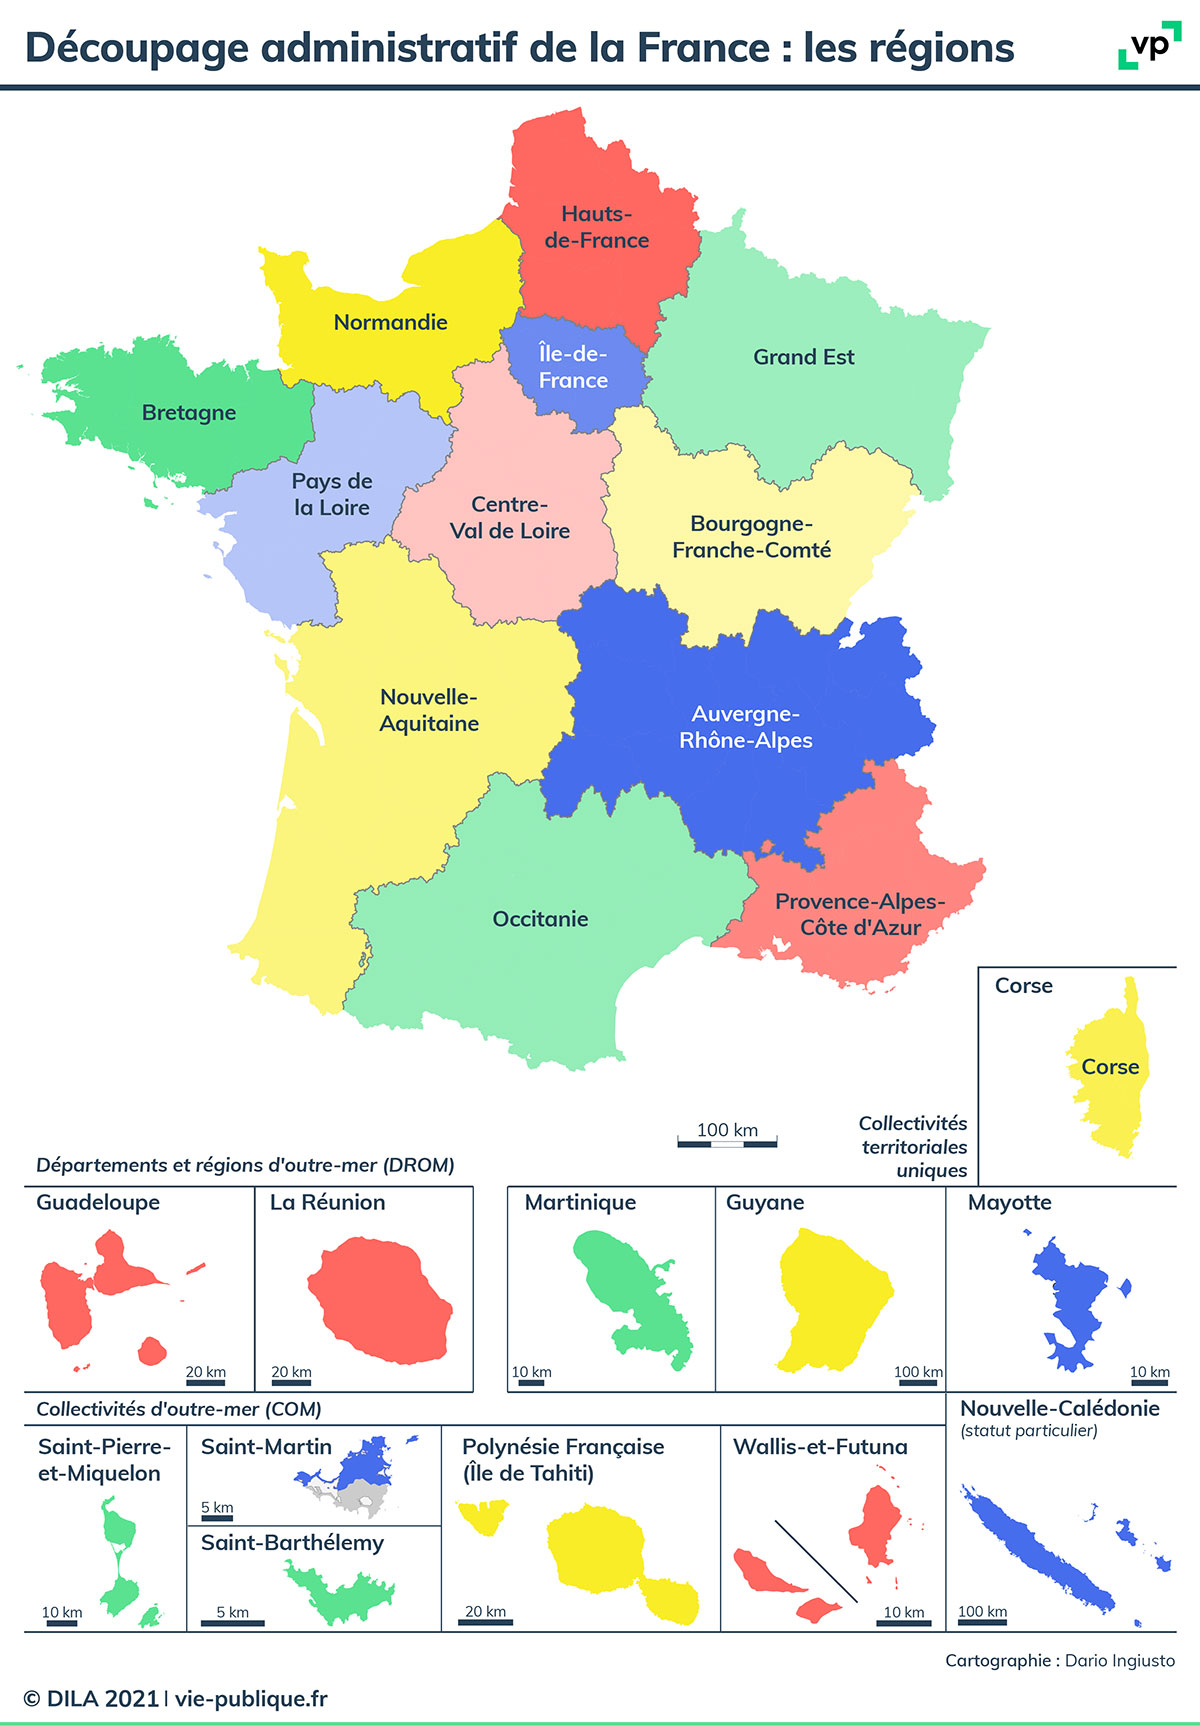 Découpage administratif de la France : les régions
vp
Hauts-
de-France
Normandie
Île-de-
France
Grand Est
Bretagne
Pays de
la Loire
Centre-
Val de Loire
Bourgogne-
Franche-Comté
Nouvelle-
Aquitaine
Auvergne-
Rhône-Alpes
Occitanie
Provence-Alpes-
Côte d'Azur
Corse
Corse
100 km
Collectivités
territoriales
uniques
Départements et régions d'outre-mer (DROM)
Guadeloupe
20 km
La Réunion
20 km
Martinique
10 km
Guyane
100 km
Mayotte
10 km
Collectivités d'outre-mer (COM)
Saint-Pierre-
et-Miquelon
10 km
Saint-Martin
5 km
Saint-Barthélemy
5 km
Polynésie Française
(Île de Tahiti)
20 km
Wallis-et-Futuna
10 km
Nouvelle-Calédonie
(statut particulier)
100 km
Cartographie : Dario Ingiusto
© DILA 2021 | vie-publique.fr